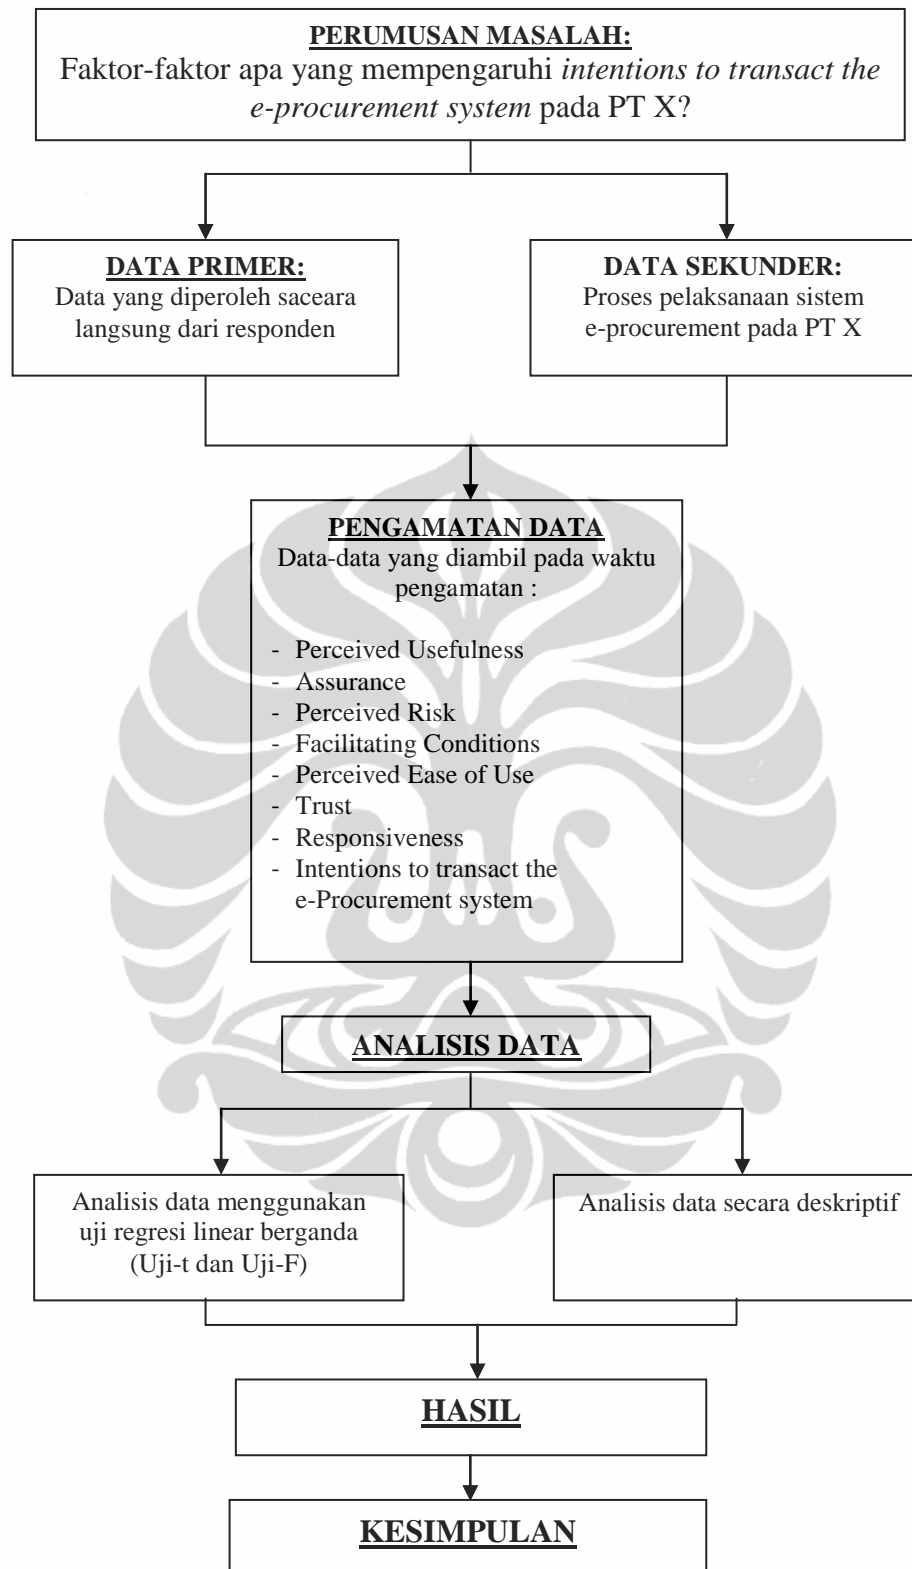 PERUMUSAN MASALAH:
Faktor-faktor apa yang mempengaruhi intentions to transact the
e-procurement system pada PT X?
DATA PRIMER:
Data yang diperoleh saceara
langsung dari responden
DATA SEKUNDER:
Proses pelaksanaan sistem
e-procurement pada PT X
PENGAMATAN DATA
Data-data yang diambil pada waktu
pengamatan :
- Perceived Usefulness
- Assurance
- Perceived Risk
- Facilitating Conditions
- Perceived Ease of Use
- Trust
- Responsiveness
- Intentions to transact the
e-Procurement system
ANALISIS DATA
Analisis data menggunakan
uji regresi linear berganda
(Uji-t dan Uji-F)
Analisis data secara deskriptif
HASIL
KESIMPULAN